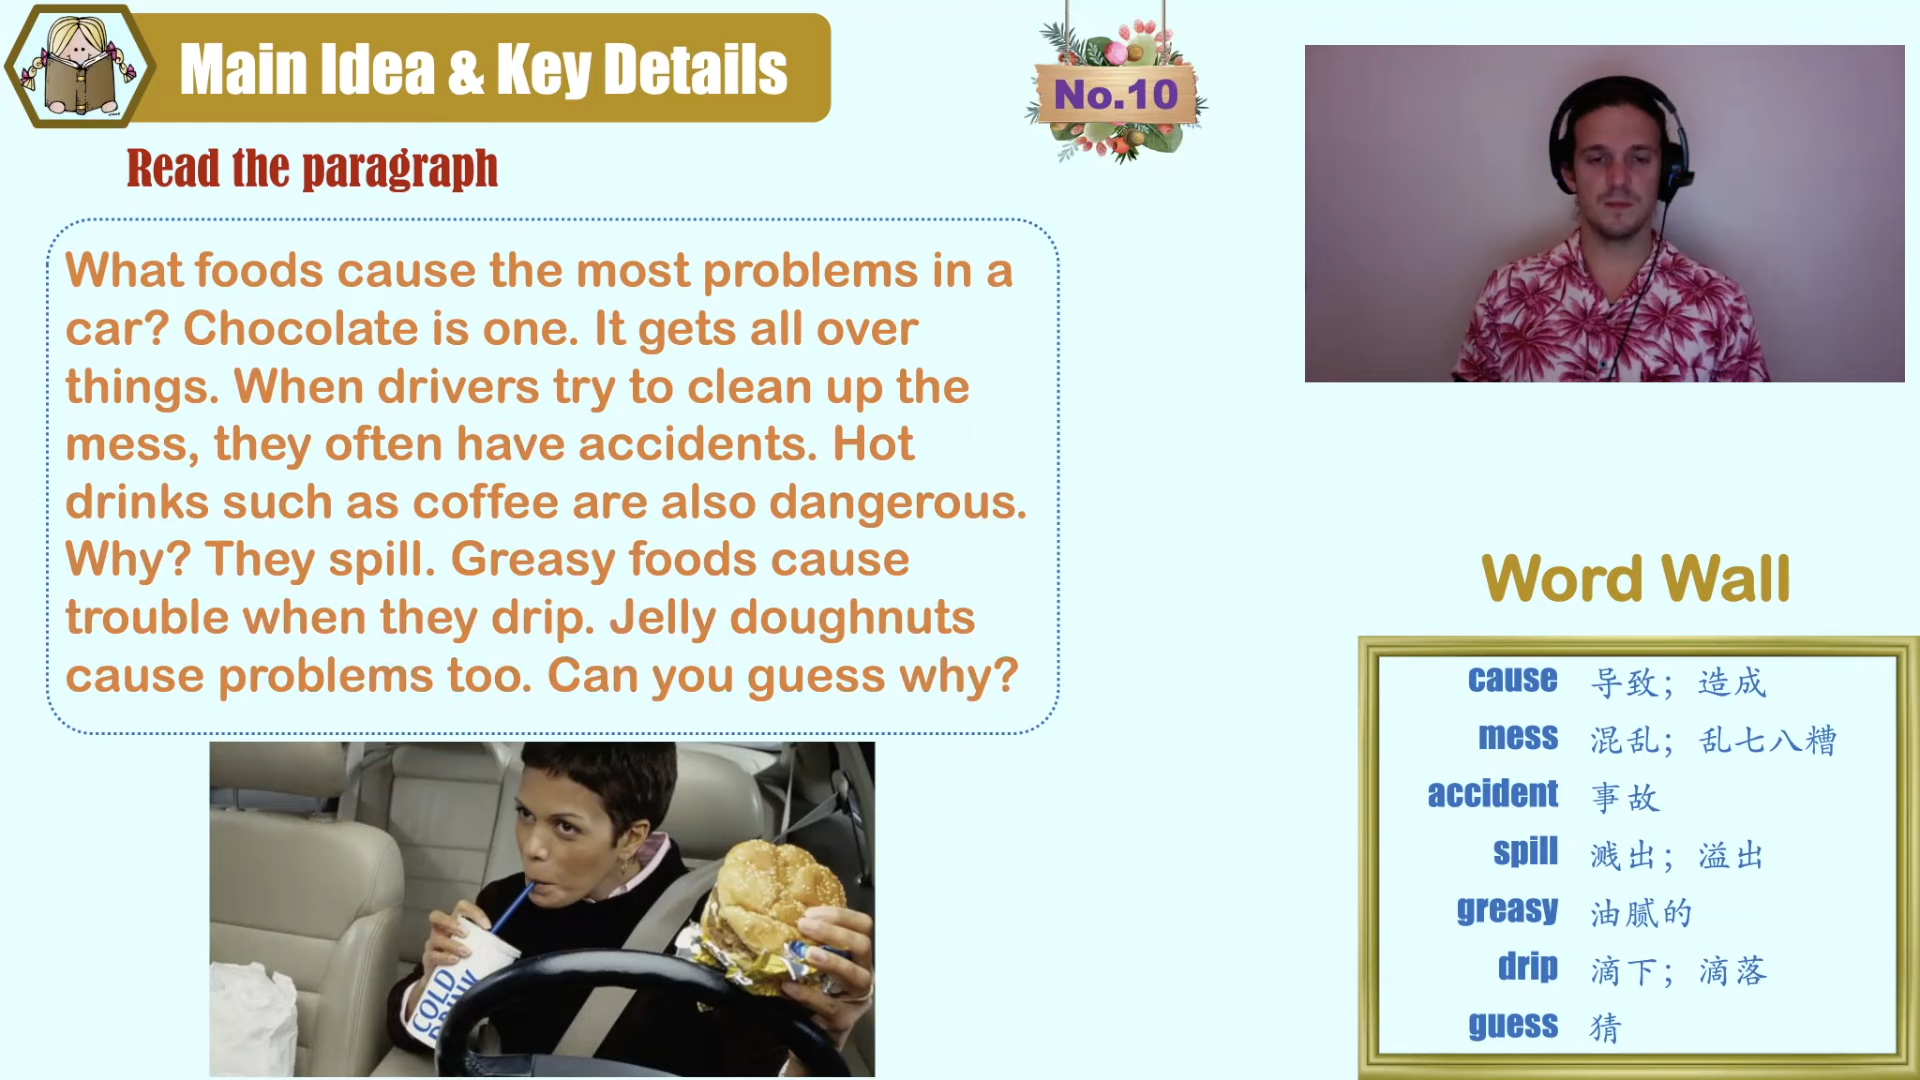 Main Idea & Key Details
No.10
Read the paragraph
What foods cause the most problems in a
car? Chocolate is one. It gets all over
things. When drivers try to clean up the
mess, they often have accidents. Hot
drinks such as coffee are also dangerous.
Why? They spill. Greasy foods cause
trouble when they drip. Jelly doughnuts
cause problems too. Can you guess why?
COLD
DRINK
Word Wall
cause 导致；造成
mess 混乱；乱七八糟
accident 事故
spill 溅出；溢出
greasy 油腻的
drip 滴下；滴落
guess 猜